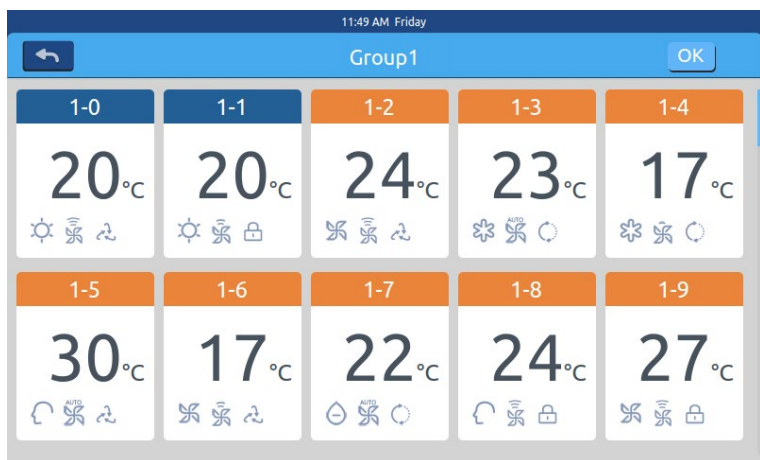 11:49 AM Friday
Group1 OK
1-0 1-1 1-2 1-3 1-4
20°C 20°C 24°C 23°C 17°C
AUTO
1-5 1-6 1-7 1-8 1-9
30°C 17°C 22°C 24°C 27°C
AUTO AUTO